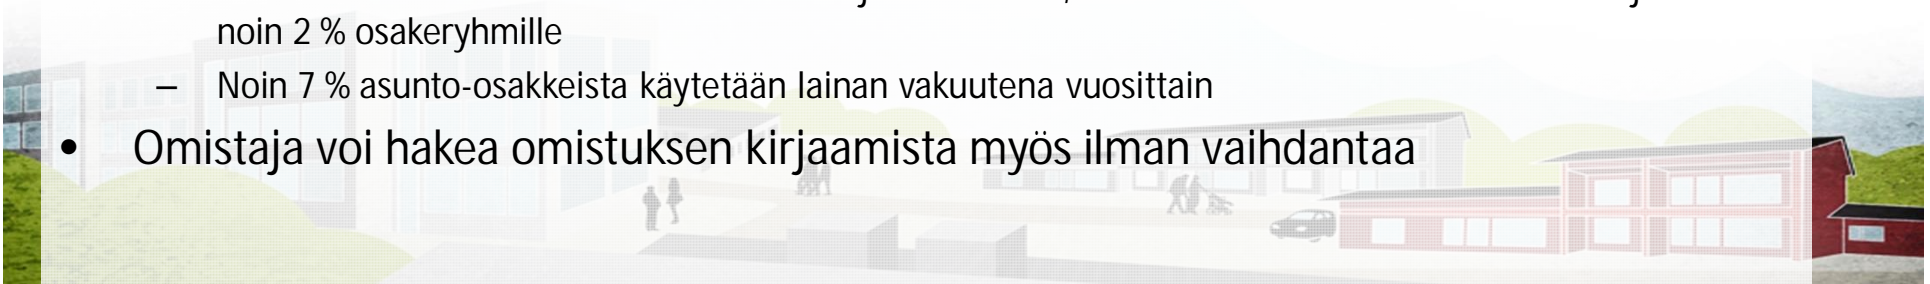 noin 2 % osakeryhmille
– Noin 7 % asunto-osakkeista käytetään lainan vakuutena vuosittain
• Omistaja voi hakea omistuksen kirjaamista myös ilman vaihdantaa